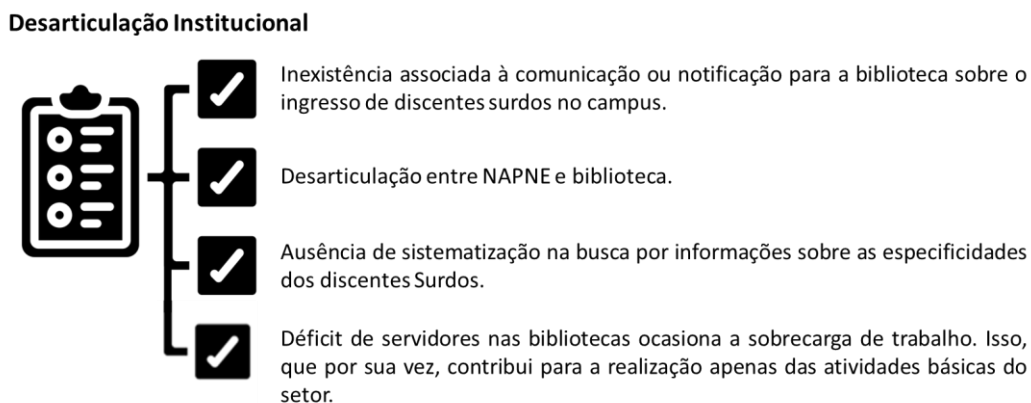 Desarticulação Institucional
Inexistência associada à comunicação ou notificação para a biblioteca sobre o
ingresso de discentes surdos no campus.
Desarticulação entre NAPNE e biblioteca.
Ausência de sistematização na busca por informações sobre as especificidades
dos discentes Surdos.
Déficit de servidores nas bibliotecas ocasiona a sobrecarga de trabalho. Isso,
que por sua vez, contribui para a realização apenas das atividades básicas do
setor.